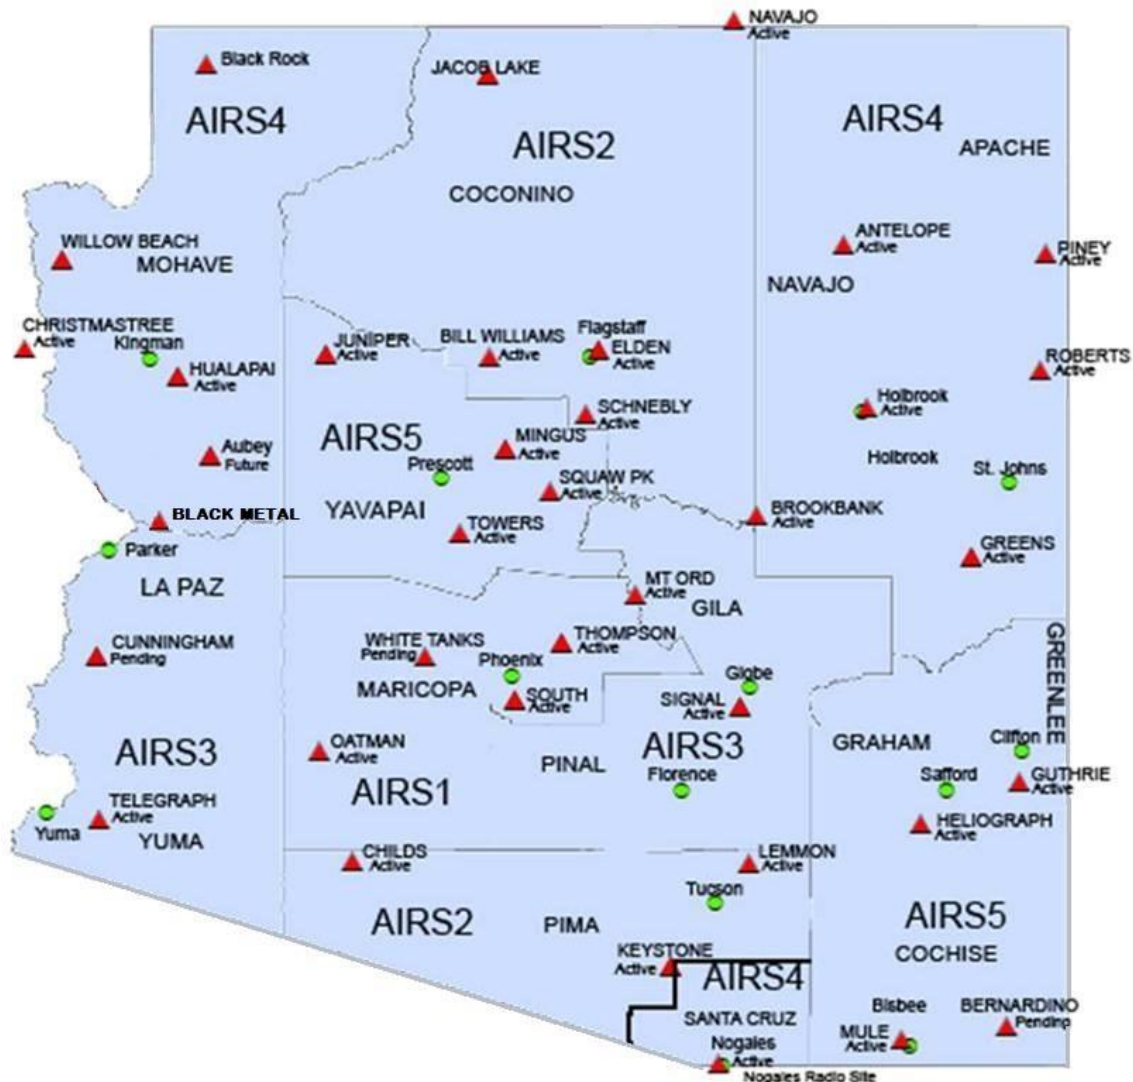 NAVAJO
Active
Black Rock
JACOB LAKE
AIRS4
AIRS2
AIRS4
APACHE
COCONINO
WILLOW BEACH
MOHAVE
ANTELOPE
Active
PINEY
Active
NAVAJO
CHRISTMASTREE
Active
Kingman
HUALAPAI
Active
JUNIPER
Active
BILL WILLIAMS
Active
Flagstaff
ELDEN
Active
ROBERTS
Active
Holbrook
Active
SCHNEBLY
Active
AIRS5
MINGUS
Active
Aubey
Future
Prescott
Holbrook
St. Johns
SQUAW PK
Active
YAVAPAI
BLACK METAL
TOWERS
Active
BROOKBANK
Active
Parker
GREENS
Active
LA PAZ
MT ORD
Active
GILA
CUNNINGHAM
Pending
WHITE TANKS
Pending
THOMPSON
Active
Phoenix
GREENLEE
MARICOPA
SOUTH
Active
Globe
SIGNAL
Active
AIRS3
OATMAN
Active
AIRS3
GRAHAM
Clifton
PINAL
Florence
Safford
GUTHRIE
Active
AIRS1
TELEGRAPH
Active
Yuma
YUMA
HELIOGRAPH
Active
CHILDS
Active
LEMMON
Active
Tucson
AIRS2
PIMA
AIRS5
COCHISE
KEYSTONE
Active
AIRS4
SANTA CRUZ
Bisbee
BERNARDINO
Pending
MULE
Active
Nogales
Active
Nogales Radio Site